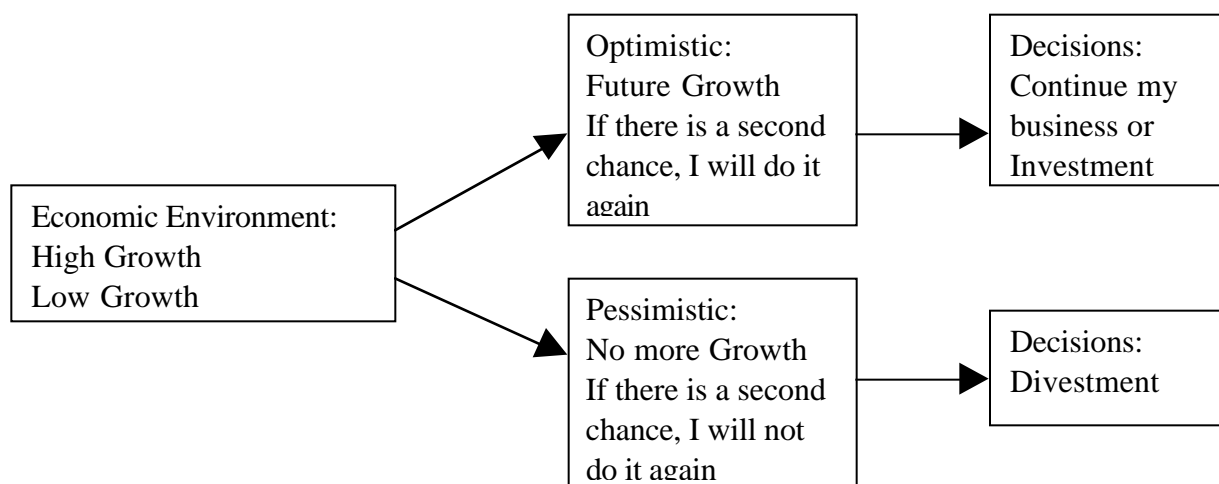 Economic Environment:
High Growth
Low Growth
Optimistic:
Future Growth
If there is a second
chance, I will do it
again
Decisions:
Continue my
business or
Investment
Pessimistic:
No more Growth
If there is a second
chance, I will not
do it again
Decisions:
Divestment